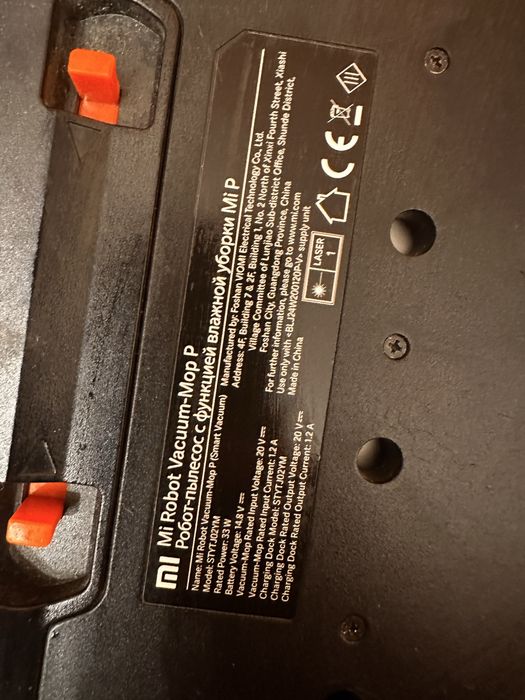 mi Mi Robot Vacuum-Mop P
Робот-пылесос с функцией влажной уборки Mi P
Name: Mi Robot Vacuum-Mop P (Smart Vacuum)
Model: STYTJ02YM
Rated Power: 33 W
Battery Voltage: 14.8 V
Vacuum-Mop Rated Input Voltage: 20 V
Vacuum-Mop Rated Input Current: 1.2 A
Charging Dock Model: STYTJ02YM
Charging Dock Rated Output Voltage: 20 V
Charging Dock Rated Output Current: 1.2 A
Manufactured by: Foshan VIOMI Electrical Technology Co., Ltd.
Address: 4F, Building 7 & 2F, Building 1, No. 2 North of Xinxi Fourth Street, Xiashi
Village Committee of Lunjiao Sub-district Office, Shunde District,
Foshan City, Guangdong Province, China
For further information, please go to www.mi.com
Use only with <BLJ24W200120P-V> supply unit
Made in China
LASER
1
CE